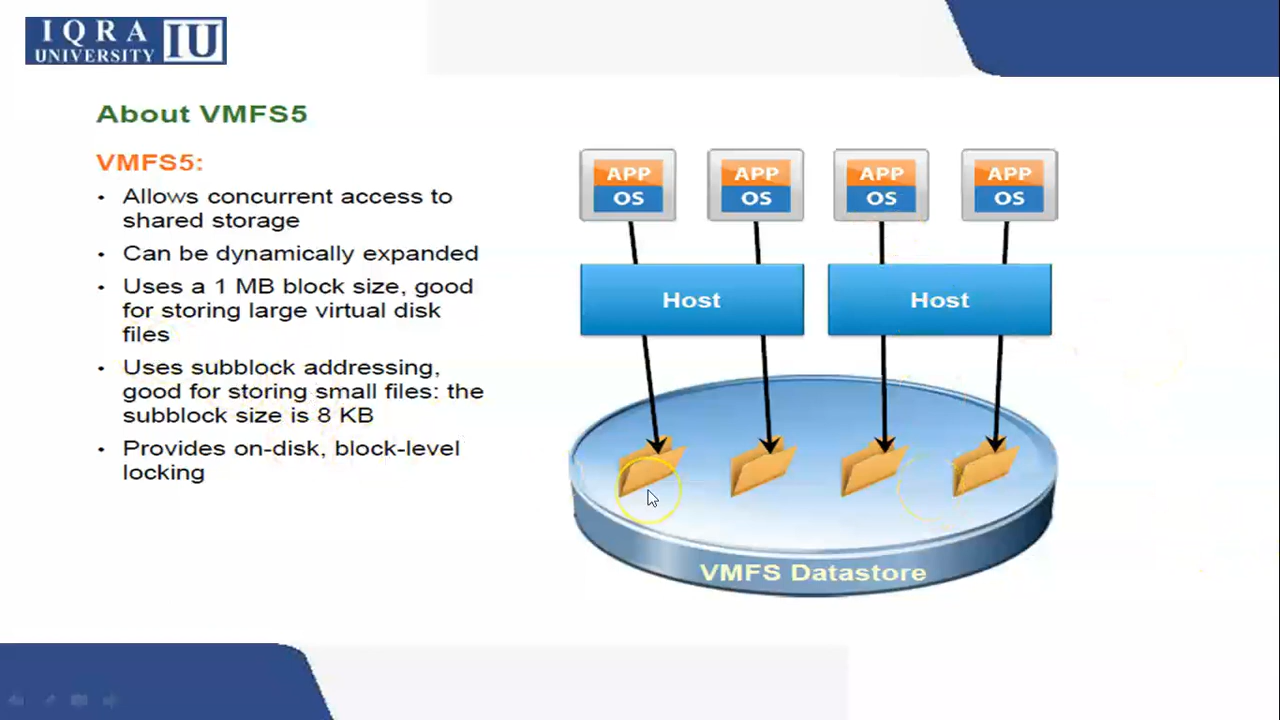 IQRA
UNIVERSITY
IU
About VMFS5
VMFS5:
• Allows concurrent access to
shared storage
• Can be dynamically expanded
• Uses a 1 MB block size, good
for storing large virtual disk
files
• Uses subblock addressing,
good for storing small files: the
subblock size is 8 KB
• Provides on-disk, block-level
locking
APP APP APP APP
OS OS OS OS
Host Host
VMFS Datastore